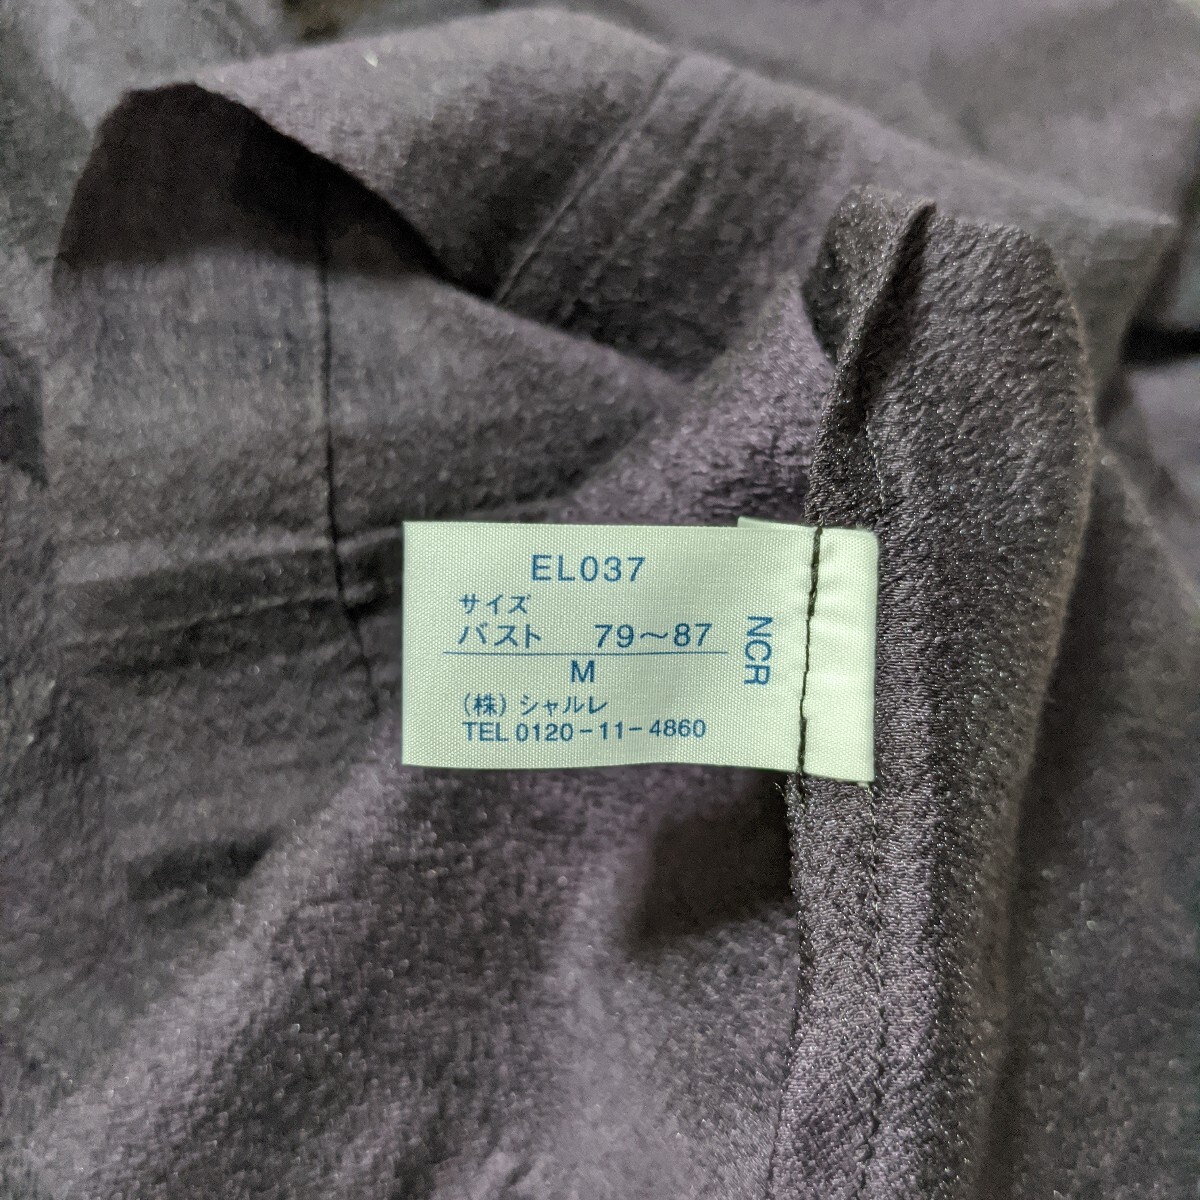 EL037
サイズ
バスト 79～87
M
(株) シャルレ
TEL 0120-11-4860
NCR